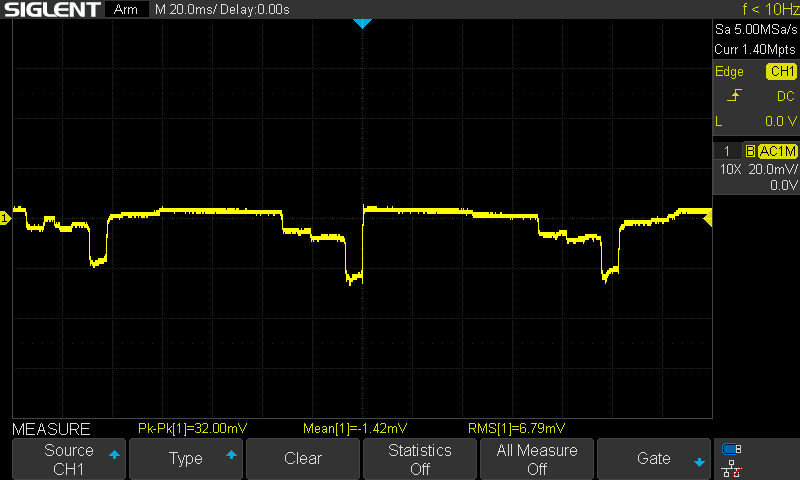 SIGLENT Arm M 20.0ms/ Delay:0.00s f < 10Hz
Sa 5.00MSa/s
Curr 1.40Mpts
Edge CH1
DC
L 0.0 V
1 B AC1M
10X 20.0mV/
0.0V
1
MEASURE Pk-Pk[1]=32.00mV Mean[1]=-1.42mV RMS[1]=6.79mV
Source
CH1
Type
Clear
Statistics
Off
All Measure
Off
Gate